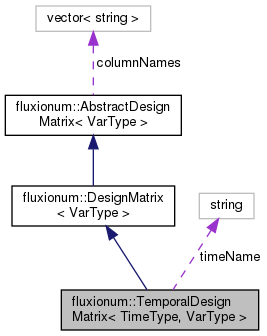 vector< string >
columnNames
fluxionum::AbstractDesign
Matrix< VarType >
fluxionum::DesignMatrix
< VarType >
string
timeName
fluxionum::TemporalDesign
Matrix< TimeType, VarType >